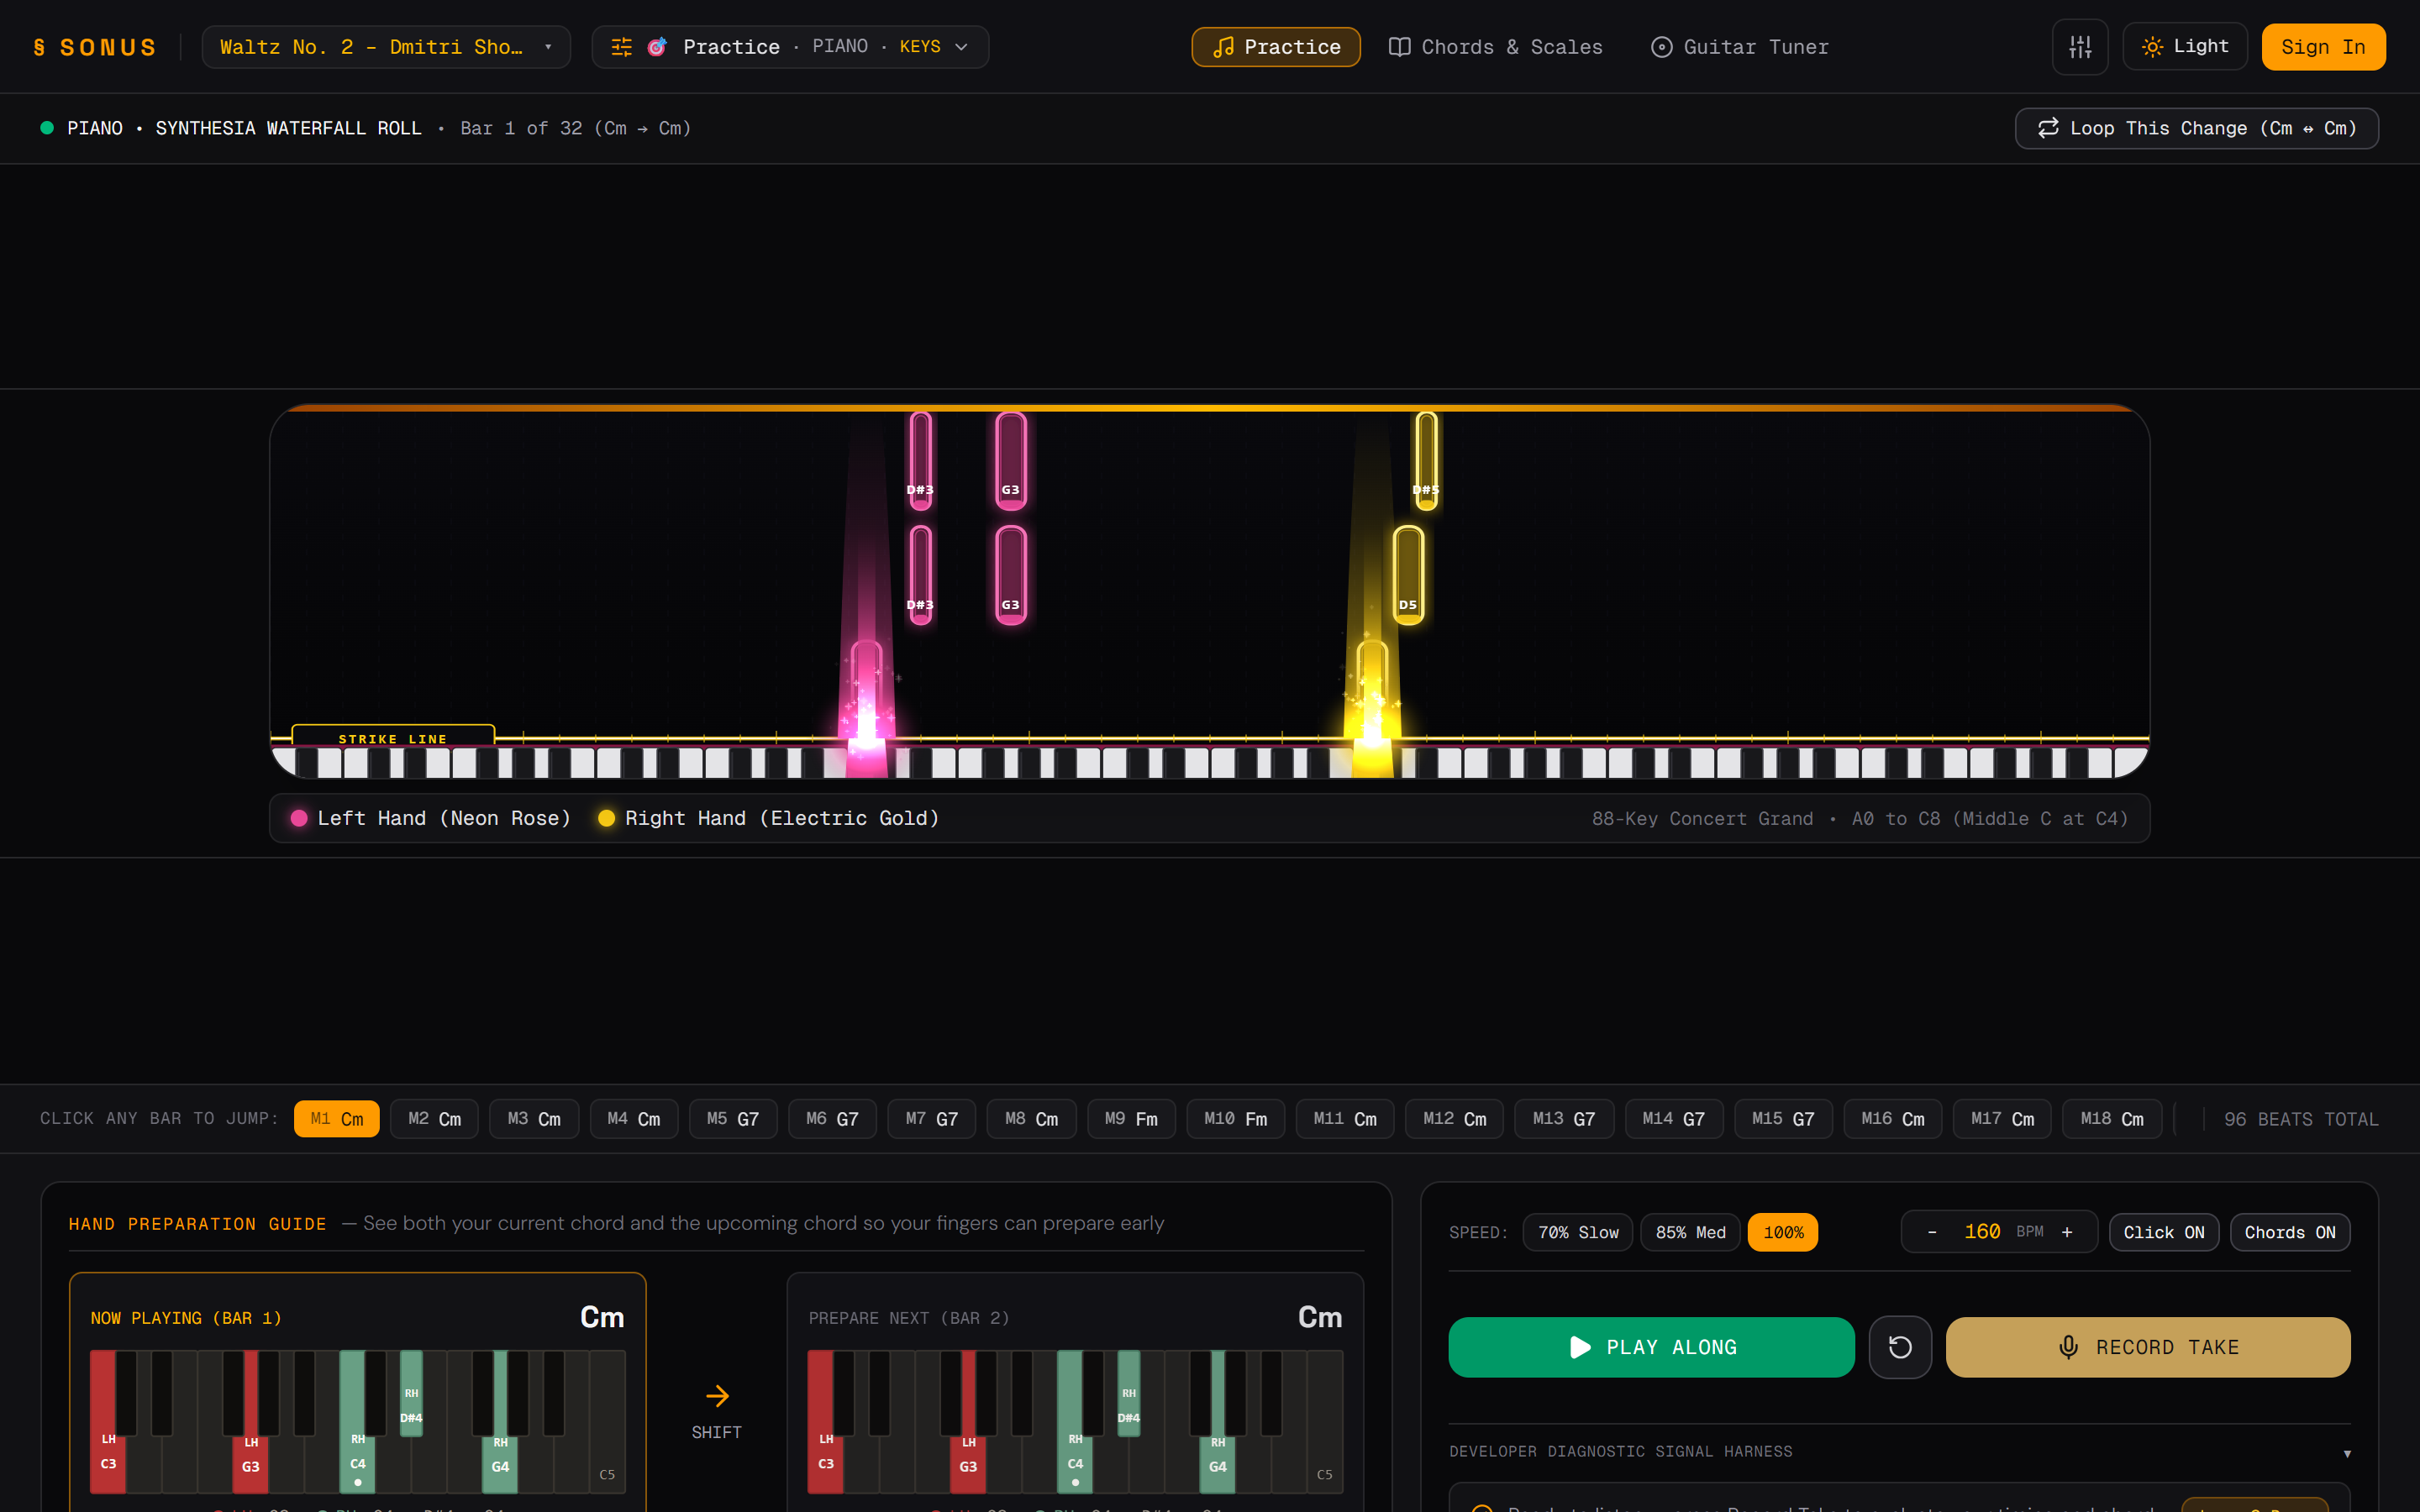 § SONUS
Waltz No. 2 – Dmitri Sho… ▾
Practice · PIANO · KEYS
Practice
Chords & Scales
Guitar Tuner
Light
Sign In
PIANO • SYNTHESIA WATERFALL ROLL • Bar 1 of 32 (Cm → Cm)
Loop This Change (Cm ↔ Cm)
D#3 G3 D#5
D#3 G3 D5
STRIKE LINE
Left Hand (Neon Rose) Right Hand (Electric Gold)
88-Key Concert Grand • A0 to C8 (Middle C at C4)
CLICK ANY BAR TO JUMP: M1 Cm M2 Cm M3 Cm M4 Cm M5 G7 M6 G7 M7 G7 M8 Cm M9 Fm M10 Fm M11 Cm M12 Cm M13 G7 M14 G7 M15 G7 M16 Cm M17 Cm M18 Cm 96 BEATS TOTAL
HAND PREPARATION GUIDE — See both your current chord and the upcoming chord so your fingers can prepare early
NOW PLAYING (BAR 1) Cm
RH
D#4
LH LH RH RH
C3 G3 C4 G4 C5
SHIFT
PREPARE NEXT (BAR 2) Cm
RH
D#4
LH LH RH RH
C3 G3 C4 G4 C5
SPEED: 70% Slow 85% Med 100% – 160 BPM + Click ON Chords ON
PLAY ALONG
RECORD TAKE
DEVELOPER DIAGNOSTIC SIGNAL HARNESS ▾